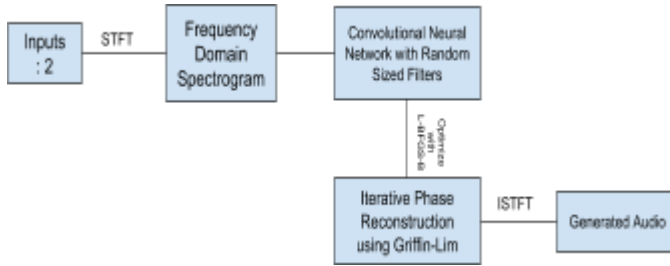 Inputs
: 2
STFT
Frequency
Domain
Spectrogram
Convolutional Neural
Network with Random
Sized Filters
Optimize
with
L-BFGS-B
Iterative Phase
Reconstruction
using Griffin-Lim
ISTFT
Generated Audio